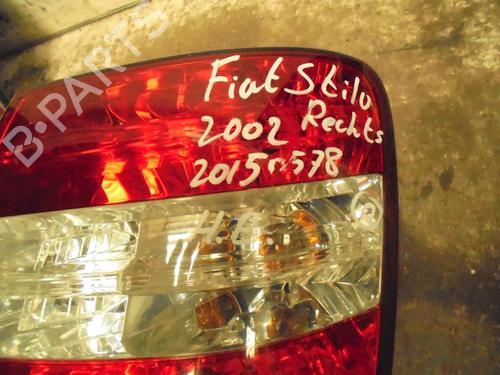 B-PARTS
Fiat Stilo
2002 Rechts
2015r578
H.B.